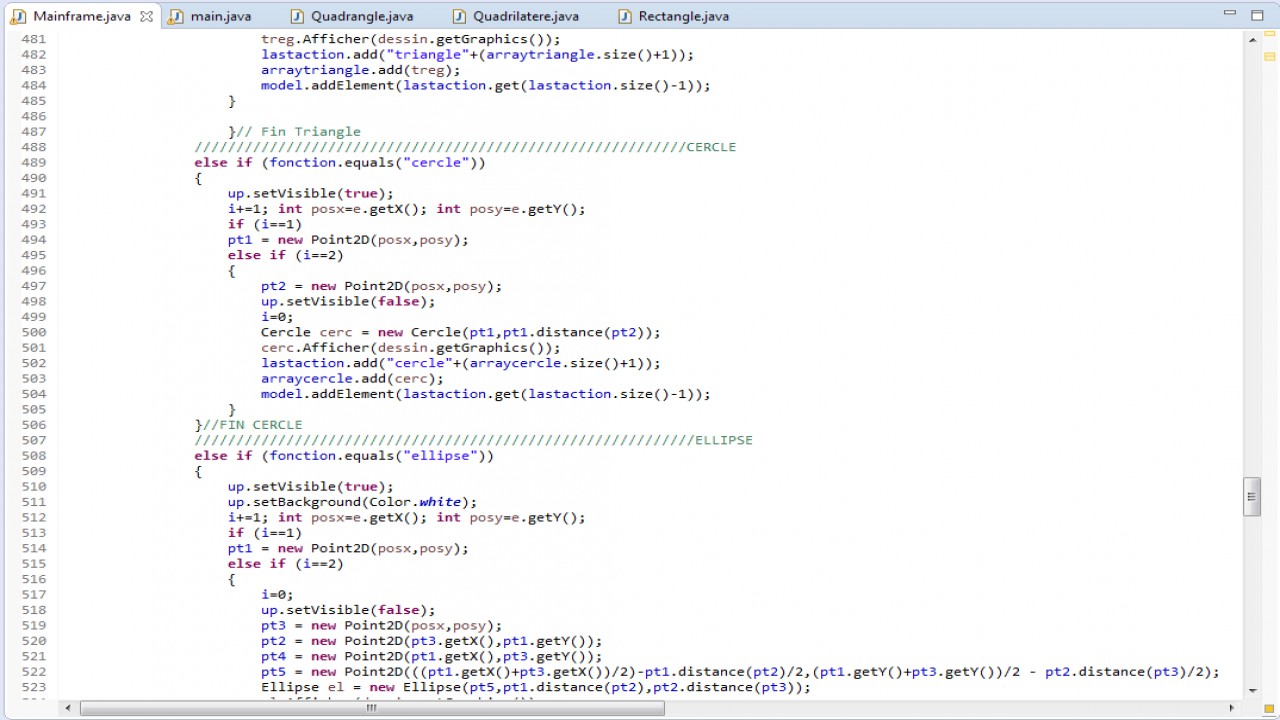 Mainframe.java main.java Quadrangle.java Quadrilatere.java Rectangle.java
481 treg.Afficher(dessin.getGraphics());
482 lastaction.add("triangle"+(arraytriangle.size()+1));
483 arraytriangle.add(treg);
484 model.addElement(lastaction.get(lastaction.size()-1));
485 }
486
487 }// Fin Triangle
488 ///////////////////////////////////////////////////////////CERCLE
489 else if (fonction.equals("cercle"))
490 {
491 up.setVisible(true);
492 i+=1; int posx=e.getX(); int posy=e.getY();
493 if (i==1)
494 pt1 = new Point2D(posx,posy);
495 else if (i==2)
496 {
497 pt2 = new Point2D(posx,posy);
498 up.setVisible(false);
499 i=0;
500 Cercle cerc = new Cercle(pt1,pt1.distance(pt2));
501 cerc.Afficher(dessin.getGraphics());
502 lastaction.add("cercle"+(arraycercle.size()+1));
503 arraycercle.add(cerc);
504 model.addElement(lastaction.get(lastaction.size()-1));
505 }
506 }//FIN CERCLE
507 ////////////////////////////////////////////////////////////ELLIPSE
508 else if (fonction.equals("ellipse"))
509 {
510 up.setVisible(true);
511 up.setBackground(Color.white);
512 i+=1; int posx=e.getX(); int posy=e.getY();
513 if (i==1)
514 pt1 = new Point2D(posx,posy);
515 else if (i==2)
516 {
517 i=0;
518 up.setVisible(false);
519 pt3 = new Point2D(posx,posy);
520 pt2 = new Point2D(pt3.getX(),pt1.getY());
521 pt4 = new Point2D(pt1.getX(),pt3.getY());
522 pt5 = new Point2D(((pt1.getX()+pt3.getX())/2)-pt1.distance(pt2)/2,(pt1.getY()+pt3.getY())/2 - pt2.distance(pt3)/2);
523 Ellipse el = new Ellipse(pt5,pt1.distance(pt2),pt2.distance(pt3));